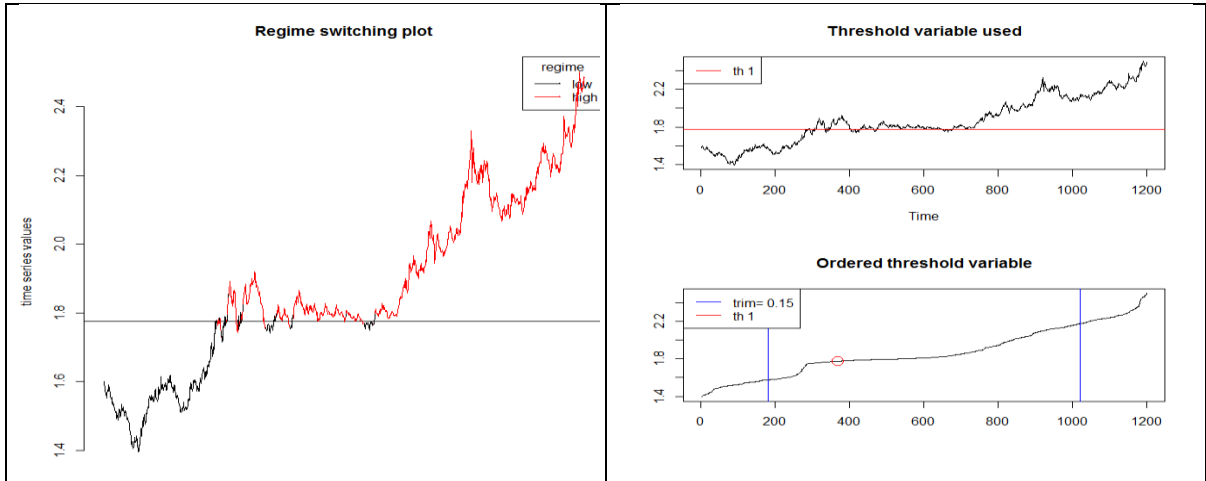 Regime switching plot
regime
low
high
time series values
2.4
2.2
2.0
1.8
1.6
1.4
Threshold variable used
th 1
2.2
1.8
1.4
0 200 400 600 800 1000 1200
Time
Ordered threshold variable
trim= 0.15
th 1
2.2
1.8
1.4
0 200 400 600 800 1000 1200